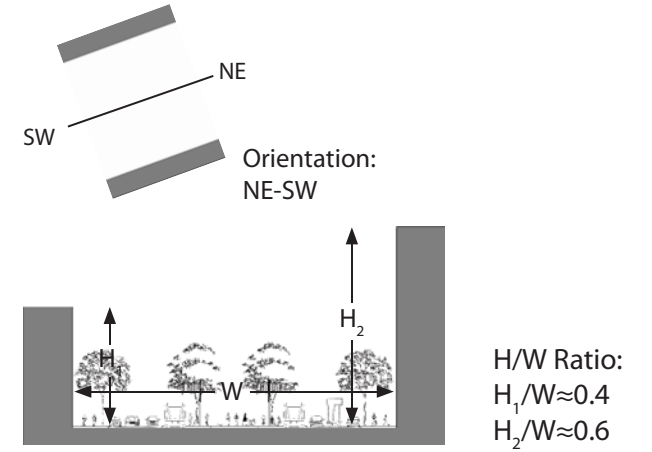 NE
SW
Orientation:
NE-SW
H₁
H₂
W
H/W Ratio:
H₁/W≈0.4
H₂/W≈0.6